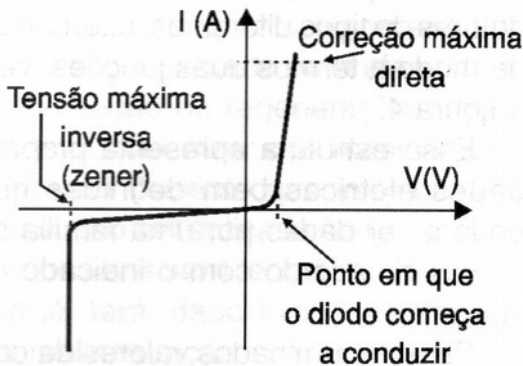 I (A)
Correção máxima
direta
Tensão máxima
inversa
(zener)
V(V)
Ponto em que
o diodo começa
a conduzir